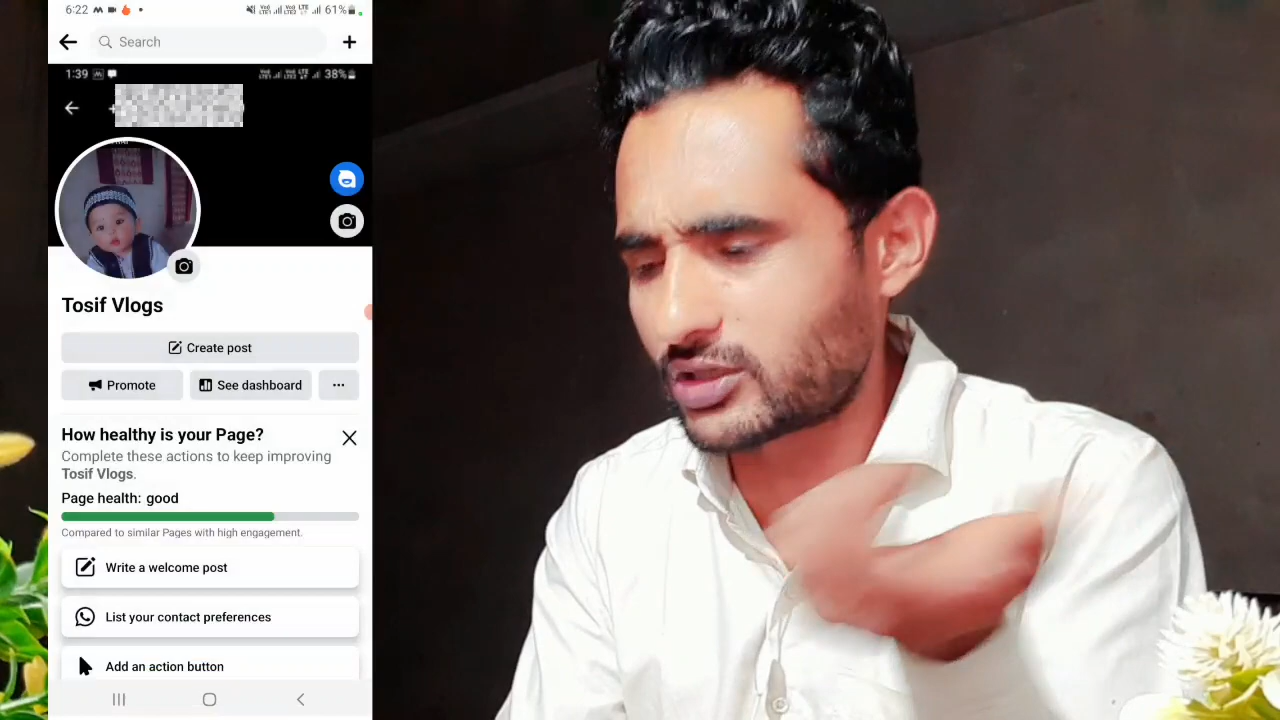 6:22
61%
Search
1:39
38%
Tosif Vlogs
Create post
Promote
See dashboard
How healthy is your Page?
Complete these actions to keep improving
Tosif Vlogs.
Page health: good
Compared to similar Pages with high engagement.
Write a welcome post
List your contact preferences
Add an action button